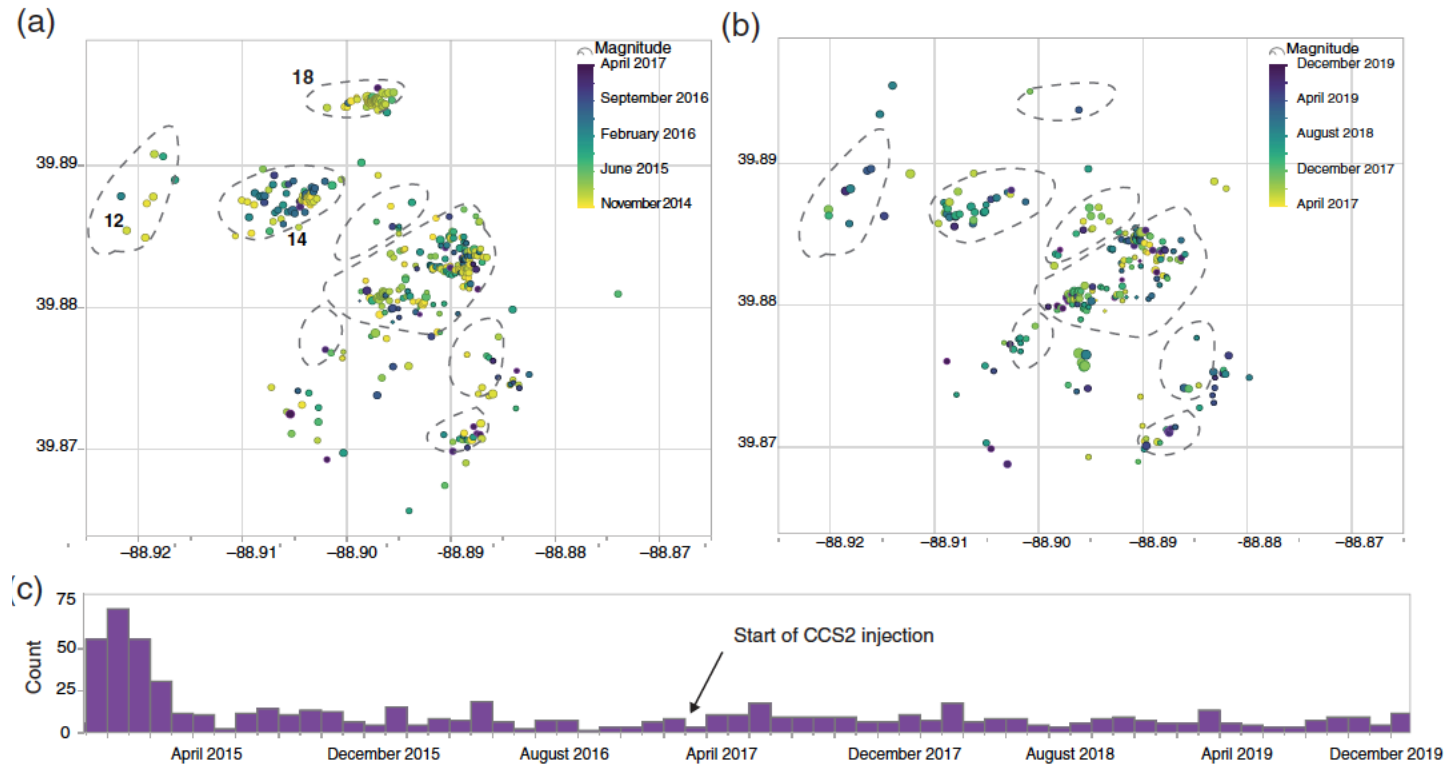 (a)
Magnitude
April 2017
September 2016
February 2016
June 2015
November 2014
18
12
14
39.89
39.88
39.87
−88.92 −88.91 −88.90 −88.89 −88.88 −88.87
(b)
Magnitude
December 2019
April 2019
August 2018
December 2017
April 2017
39.89
39.88
39.87
−88.92 −88.91 −88.90 −88.89 −88.88 −88.87
(c)
75
50
25
0
Count
Start of CCS2 injection
April 2015 December 2015 August 2016 April 2017 December 2017 August 2018 April 2019 December 2019